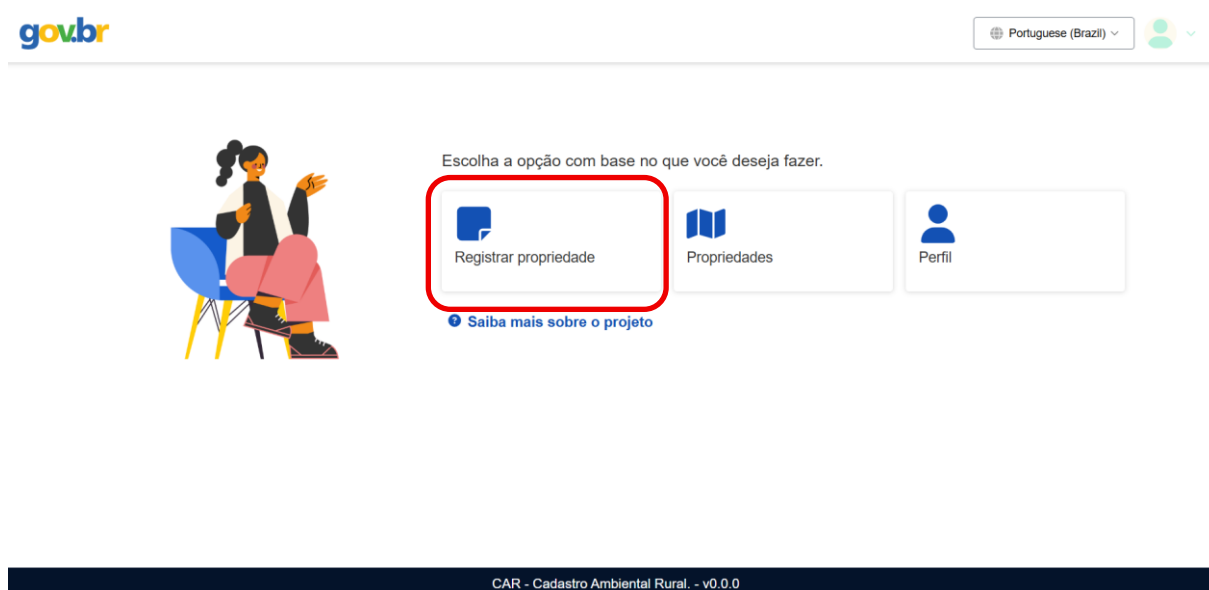 gov.br
Portuguese (Brazil)
Escolha a opção com base no que você deseja fazer.
Registrar propriedade
Propriedades
Perfil
? Saiba mais sobre o projeto
CAR - Cadastro Ambiental Rural. - v0.0.0